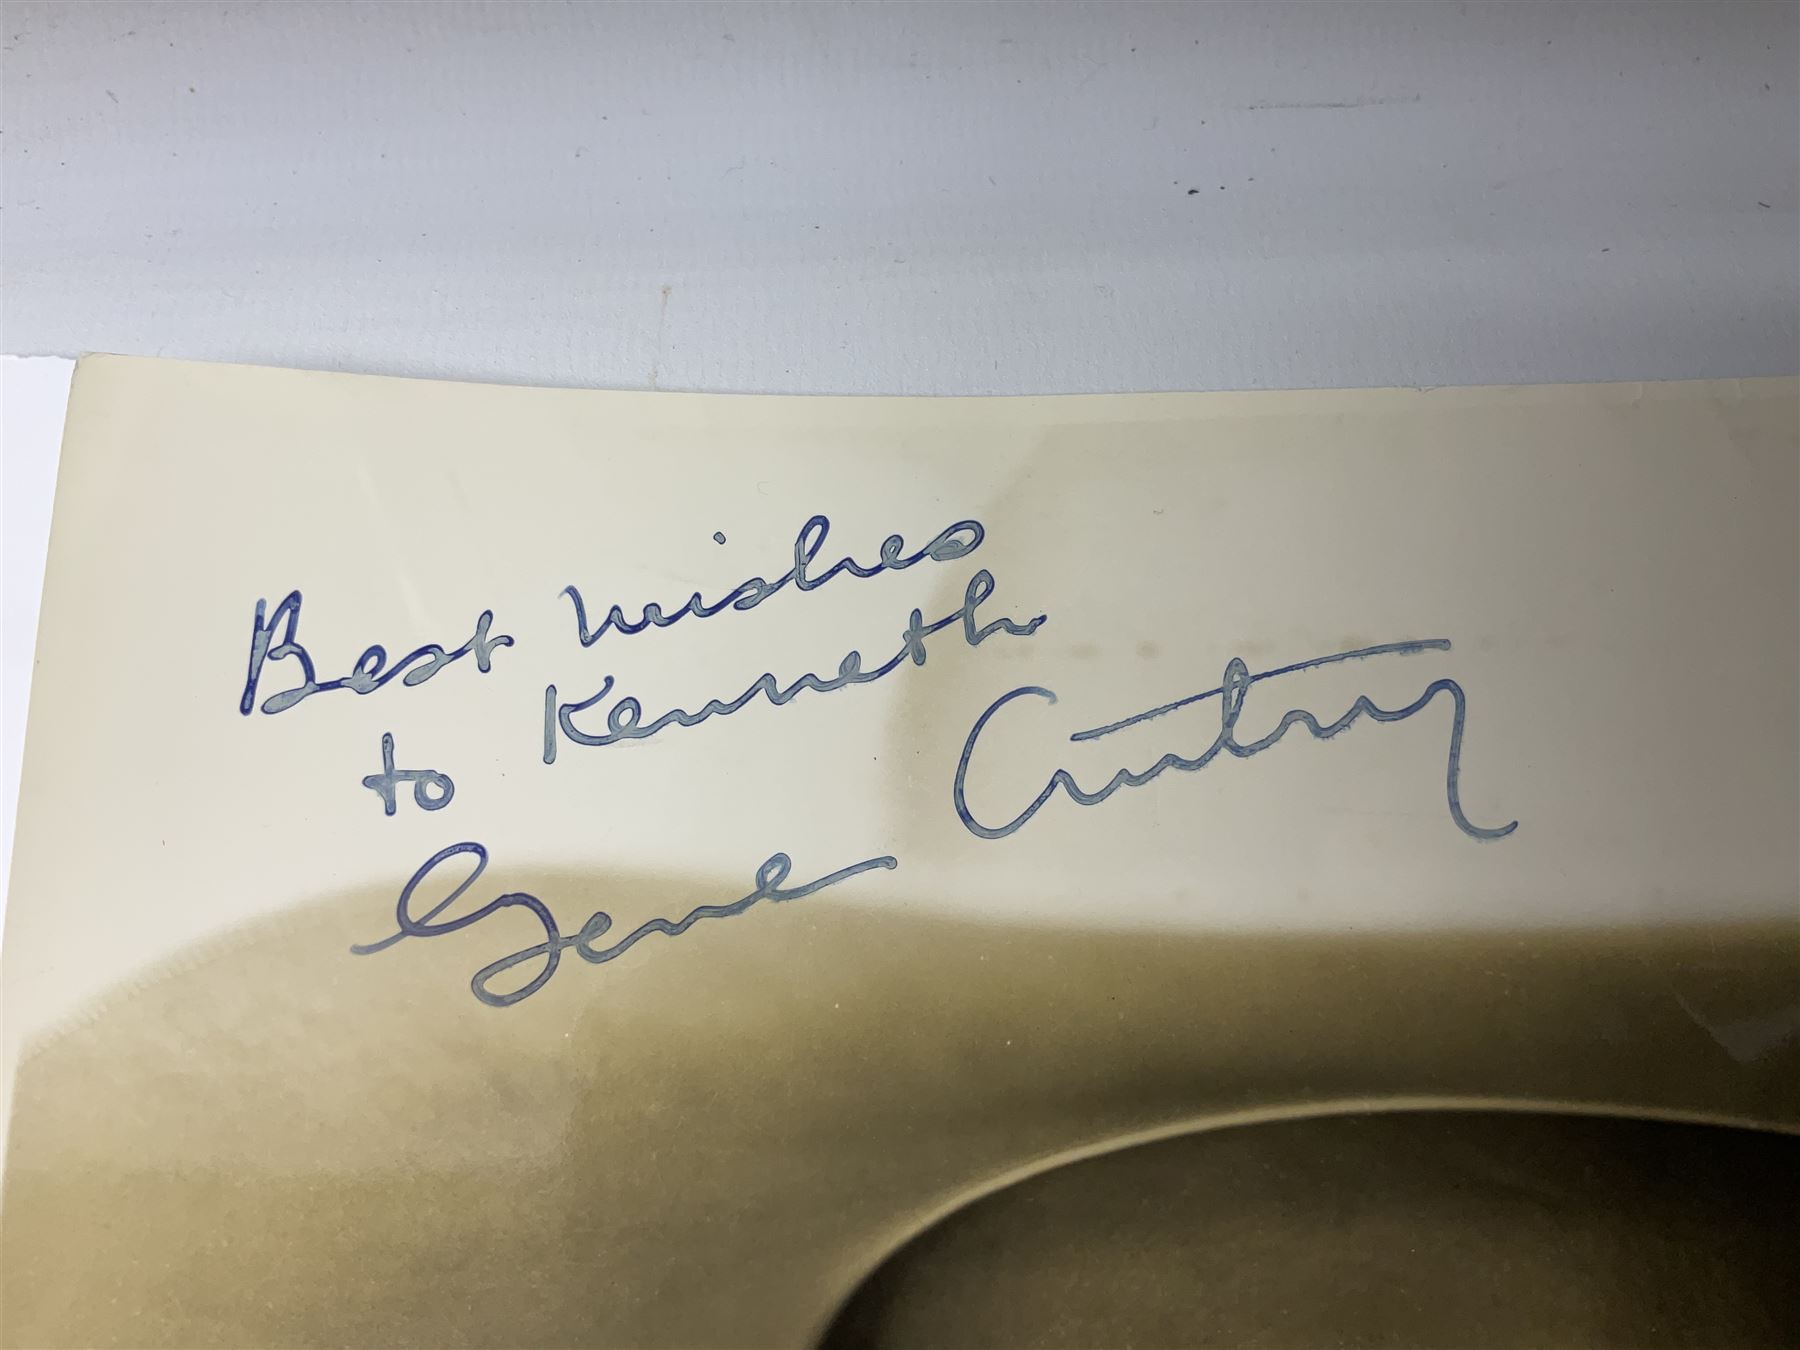 Best Wishes
to Kenneth
Gene Autry